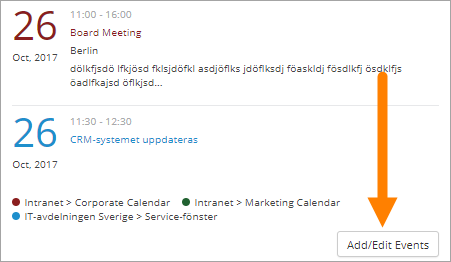 26
11:00 - 16:00
Board Meeting
Oct, 2017
Berlin
dölkfjsdö lfkjösd fklsjdöfkl asdjöflks jdöflksdj föaskldj fösdlkfj ösdklfjs
öadlfkajsd öflkjsd...
26
11:30 - 12:30
CRM-systemet uppdateras
Oct, 2017
Intranet > Corporate Calendar Intranet > Marketing Calendar
IT-avdelningen Sverige > Service-fönster
Add/Edit Events